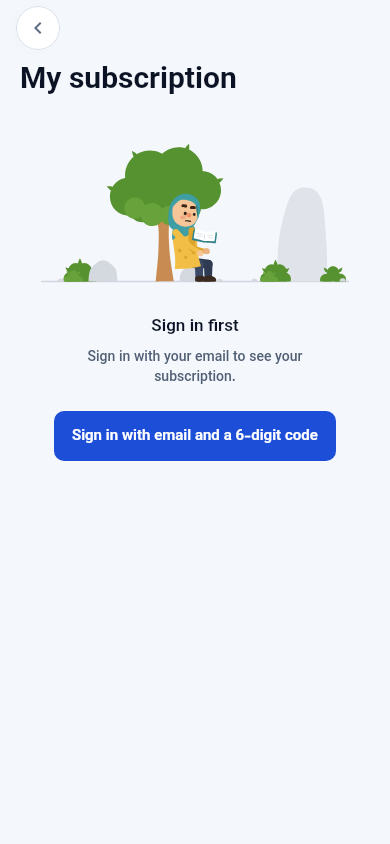 My subscription
Sign in first
Sign in with your email to see your
subscription.
Sign in with email and a 6-digit code